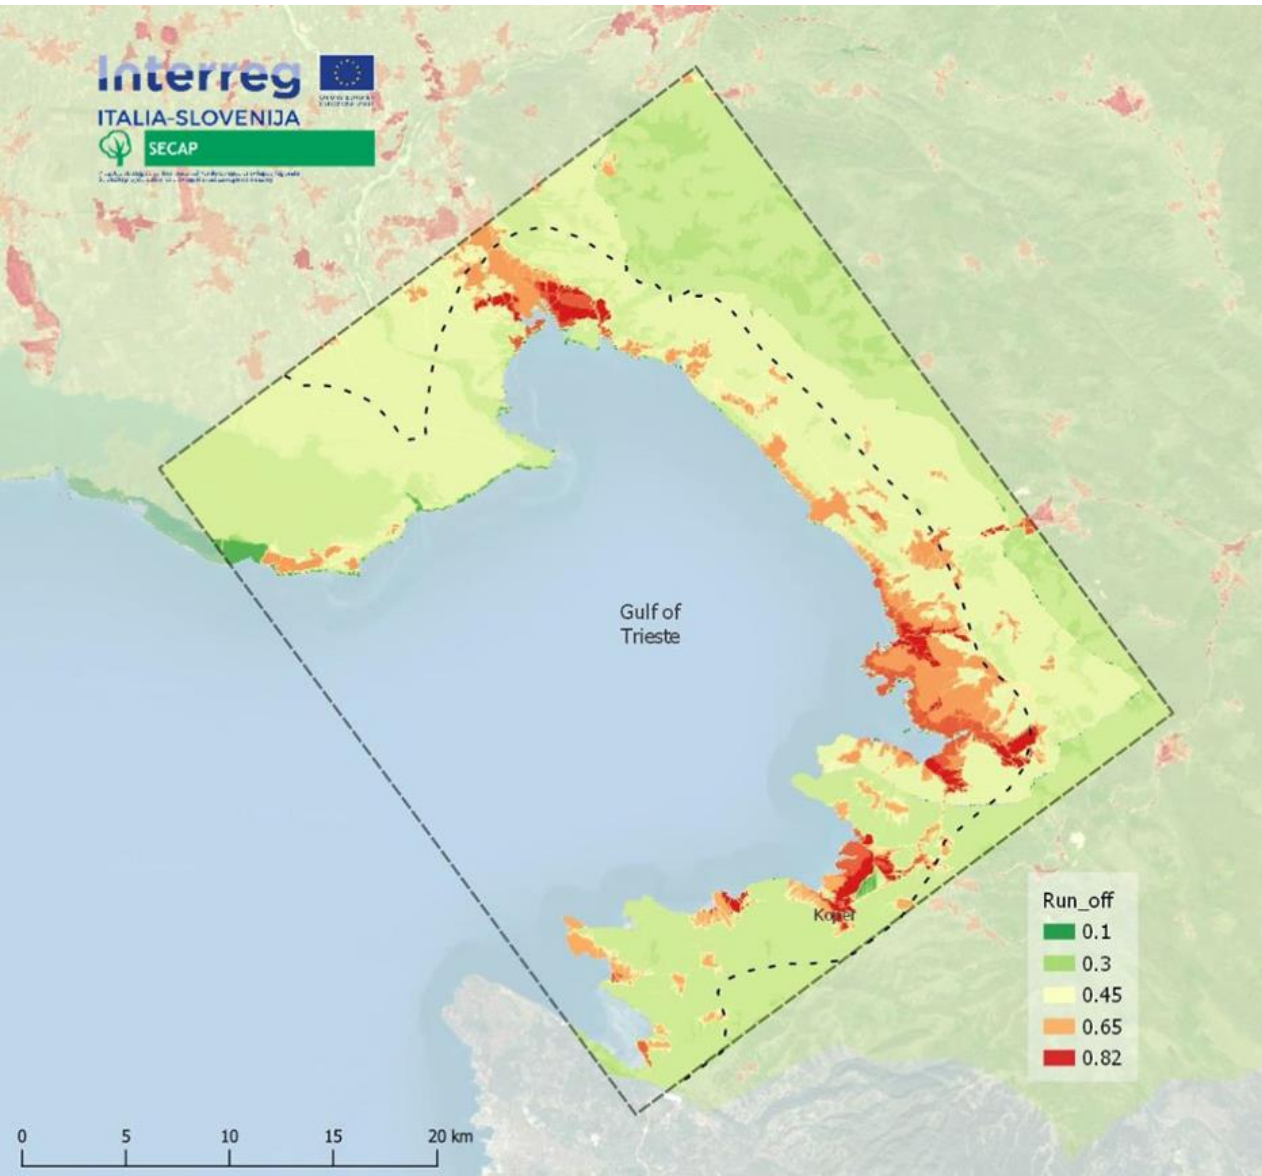 Interreg
ITALIA-SLOVENIJA
SECAP
Gulf of
Trieste
Koper
Run_off
0.1
0.3
0.45
0.65
0.82
0
5
10
15
20 km